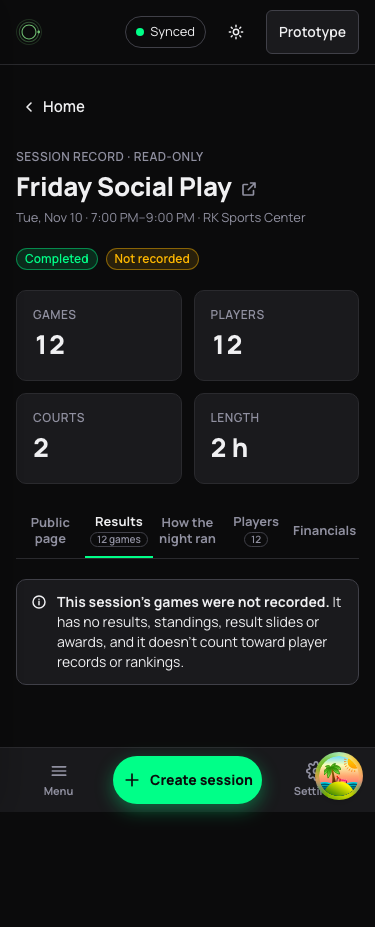 Synced
Prototype
Home
SESSION RECORD · READ-ONLY
Friday Social Play
Tue, Nov 10 · 7:00 PM–9:00 PM · RK Sports Center
Completed
Not recorded
GAMES
12
PLAYERS
12
COURTS
2
LENGTH
2 h
Public page
Results
12 games
How the night ran
Players
12
Financials
This session's games were not recorded. It
has no results, standings, result slides or
awards, and it doesn't count toward player
records or rankings.
Menu
Create session